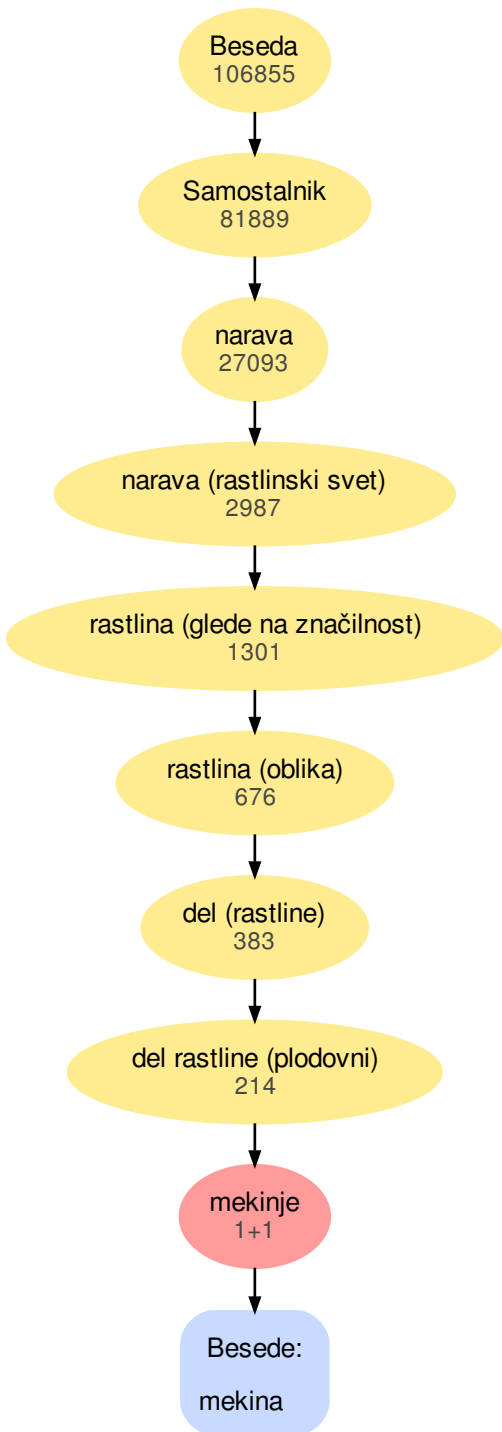 Beseda
106855
Samostalnik
81889
narava
27093
narava (rastlinski svet)
2987
rastlina (glede na značilnost)
1301
rastlina (oblika)
676
del (rastline)
383
del rastline (plodovni)
214
mekinje
1+1
Besede:
mekina